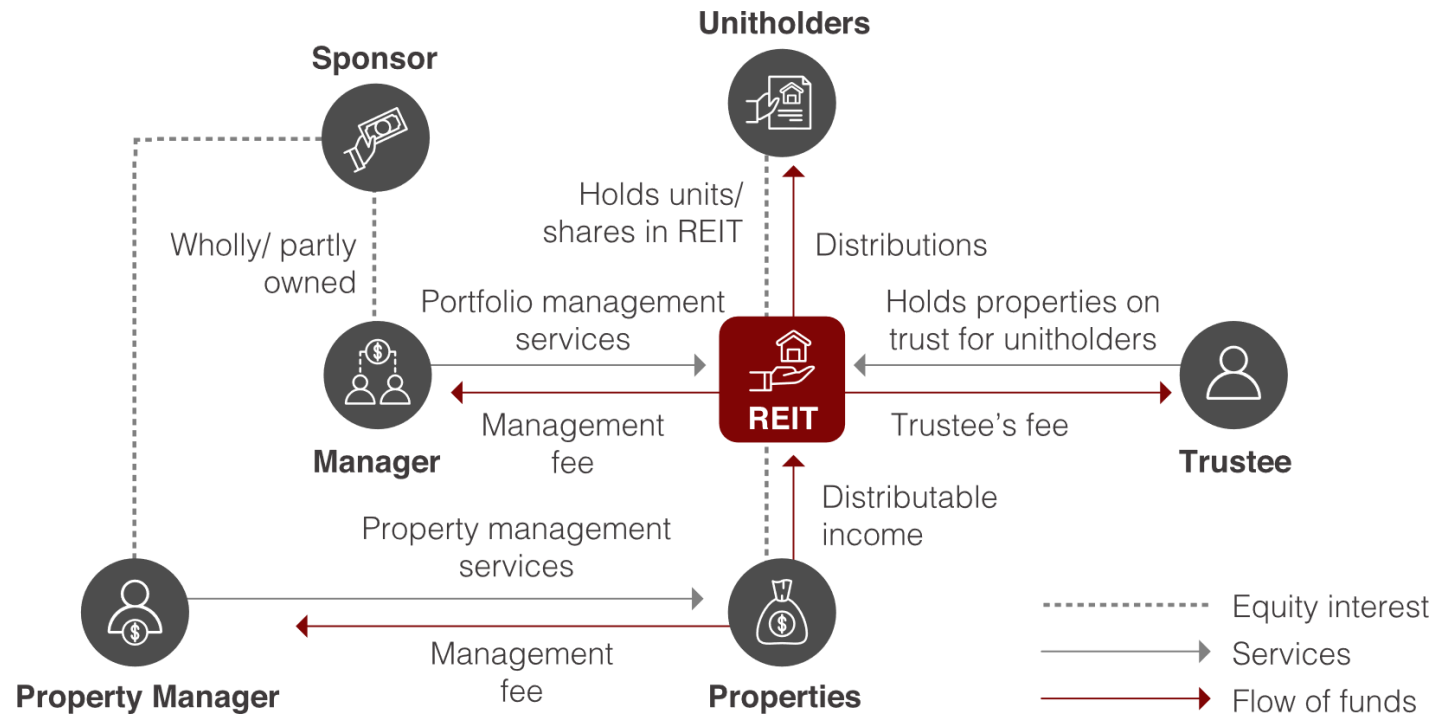 Unitholders
Sponsor
Holds units/
shares in REIT
Wholly/ partly
owned
Distributions
Portfolio management
services
Holds properties on
trust for unitholders
$
REIT
Management
fee
Trustee’s fee
Manager
Trustee
Distributable
income
Property management
services
$
$
Equity interest
Management
fee
Services
Property Manager
Properties
Flow of funds